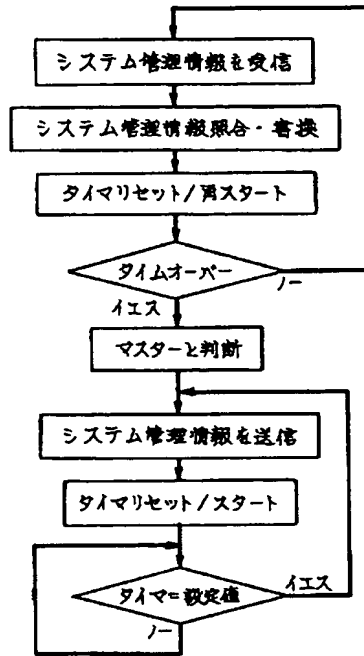 システム管理情報を受信
システム管理情報照合・書換
タイマリセット/再スタート
タイムオーバー
ノー
イエス
マスターと判断
システム管理情報を送信
タイマリセット/スタート
タイマ=設定値
イエス
ノー